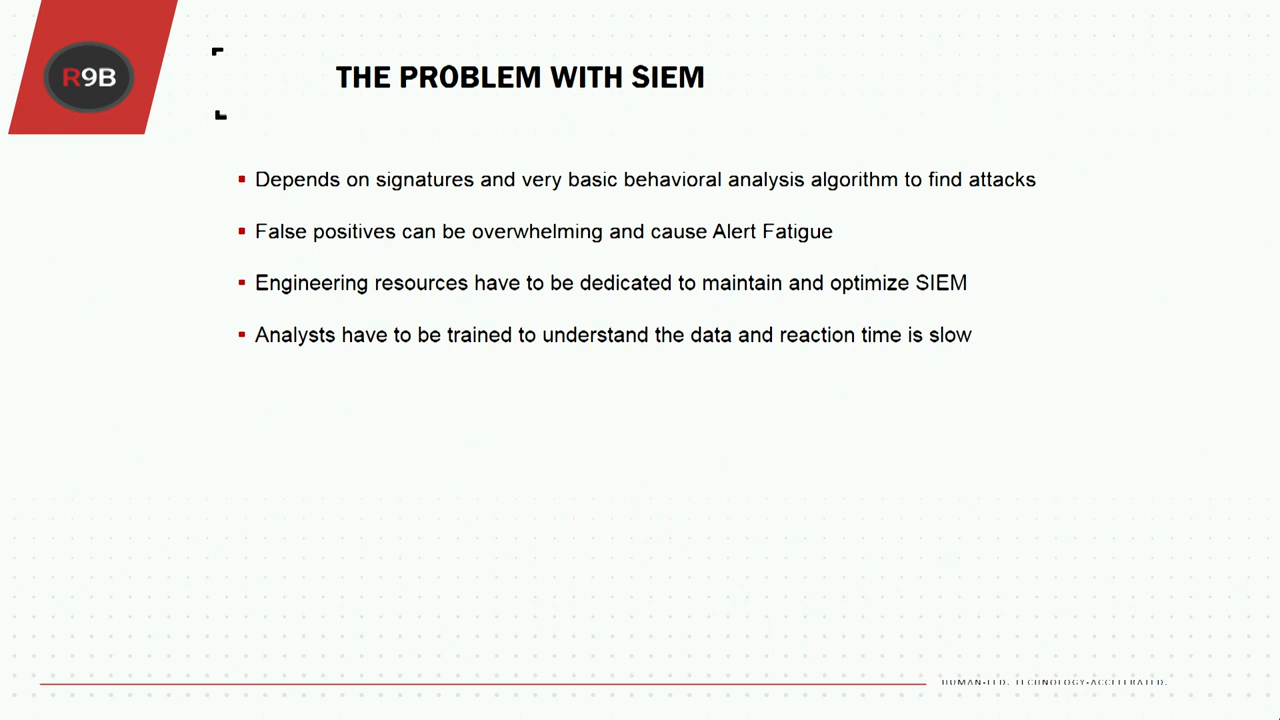 R9B
THE PROBLEM WITH SIEM
Depends on signatures and very basic behavioral analysis algorithm to find attacks
False positives can be overwhelming and cause Alert Fatigue
Engineering resources have to be dedicated to maintain and optimize SIEM
Analysts have to be trained to understand the data and reaction time is slow
HUMAN-LED. TECHNOLOGY-ACCELERATED.